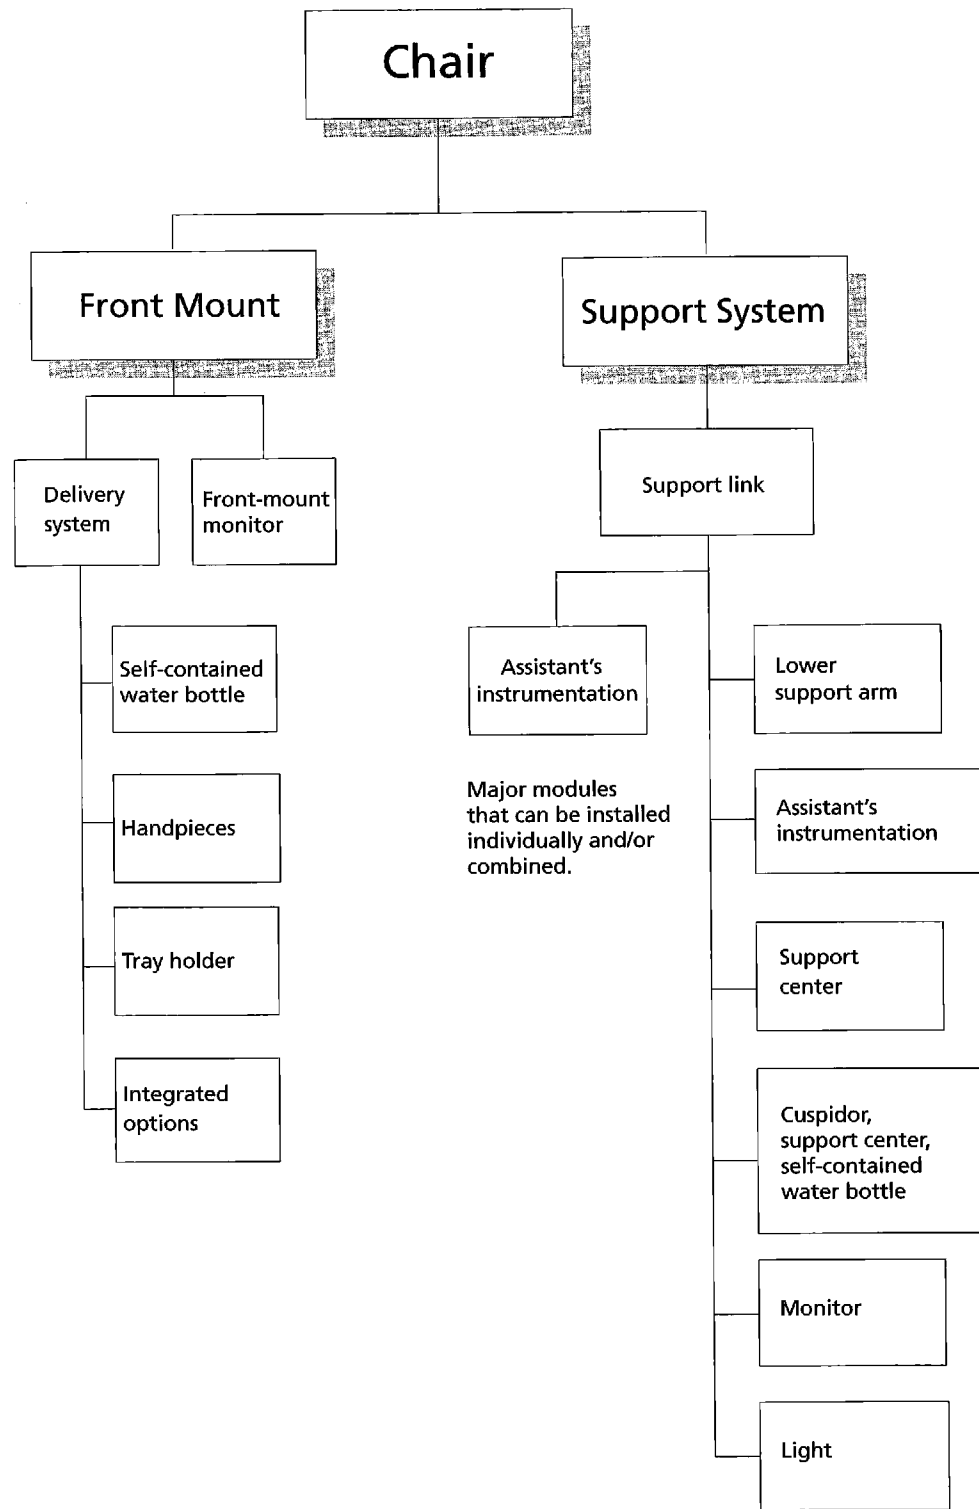 Chair
Front Mount
Support System
Delivery
system
Front-mount
monitor
Support link
Self-contained
water bottle
Handpieces
Tray holder
Integrated
options
Assistant's
instrumentation
Major modules
that can be installed
individually and/or
combined.
Lower
support arm
Assistant's
instrumentation
Support
center
Cuspidor,
support center,
self-contained
water bottle
Monitor
Light